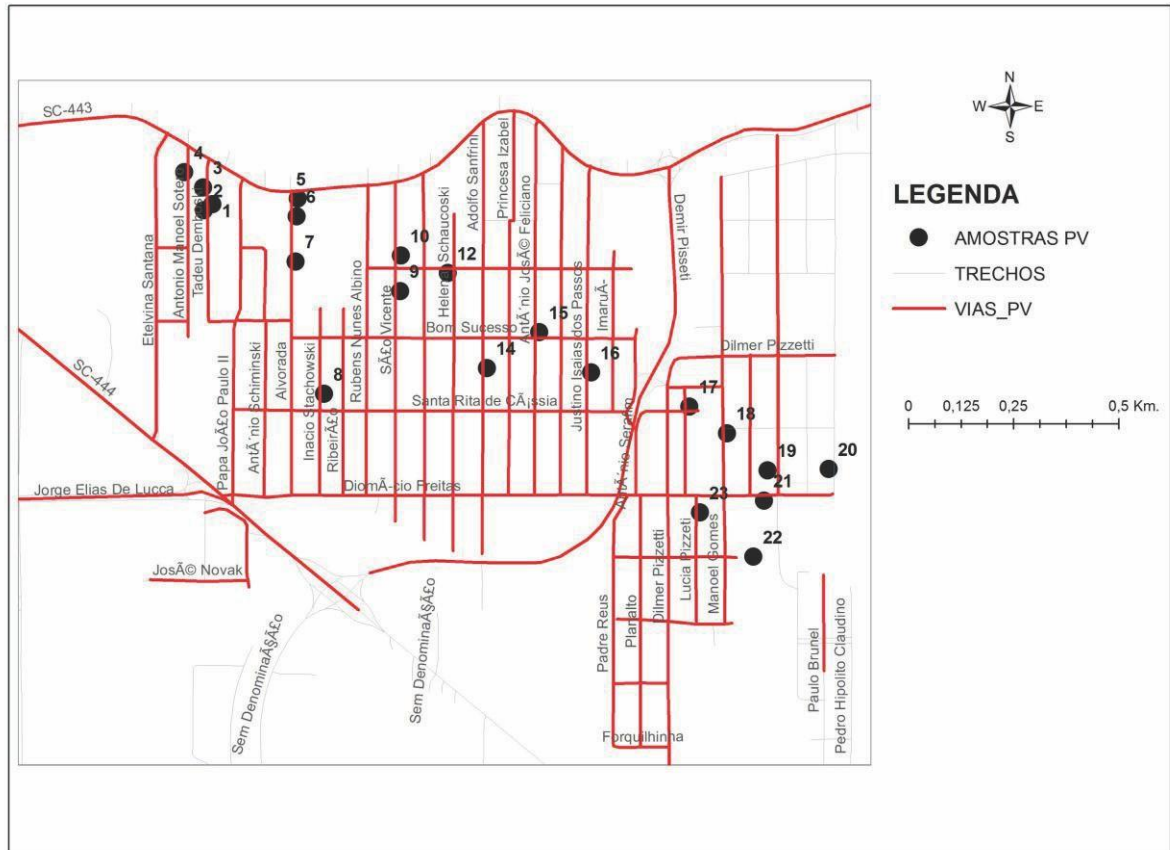 N
W E
S
LEGENDA
AMOSTRAS PV
TRECHOS
VIAS_PV
0 0,125 0,25 0,5 Km.
SC-443
SC-444
Etelvina Santana
Antonio Manoel Sote
Tadeu Demb
4
3
2
1
5
6
7
8
10
9
12
14
15
16
17
18
19
20
21
22
23
Papa JoÃ£o Paulo II
AntÃ´nio Schiminski
Alvorada
Inacio Stachowski
RibeirÃ£o
Rubens Nunes Albino
SÃ£o Vicente
Helena Schaucoski
Adolfo Sanfrini
Princesa Izabel
AntÃ´nio JosÃ© Feliciano
Justino Isaias dos Passos
ImaruÃ-
Demir Pisseti
Bom Sucesso
Santa Rita de CÃ¡ssia
DiomÃ­cio Freitas
Dilmer Pizzetti
AntÃ´nio Serafim
Jorge Elias De Lucca
JosÃ© Novak
Sem DenominaÃ§Ã£o
Sem DenominaÃ§Ã£o
Padre Reus
Planalto
Dilmer Pizzetti
Lucia Pizzeti
Manoel Gomes
Forquilhinha
Paulo Brunel
Pedro Hipolito Claudino